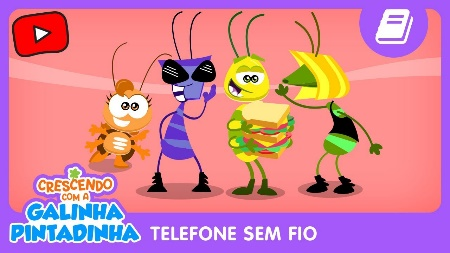 CRESCENDO
COM A
GALINHA
PINTADINHA
TELEFONE SEM FIO